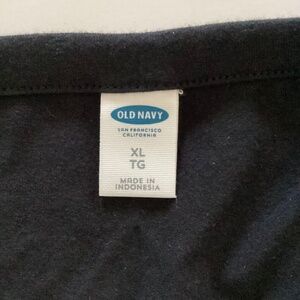 OLD NAVY
SAN FRANCISCO
CALIFORNIA
XL
TG
MADE IN
INDONESIA